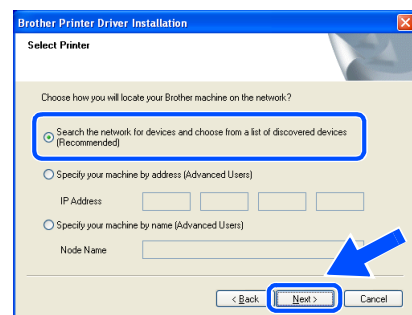 Brother Printer Driver Installation
Select Printer
Choose how you will locate your Brother machine on the network?
Search the network for devices and choose from a list of discovered devices
(Recommended)
Specify your machine by address (Advanced Users)
IP Address
Specify your machine by name (Advanced Users)
Node Name
< Back
Next >
Cancel